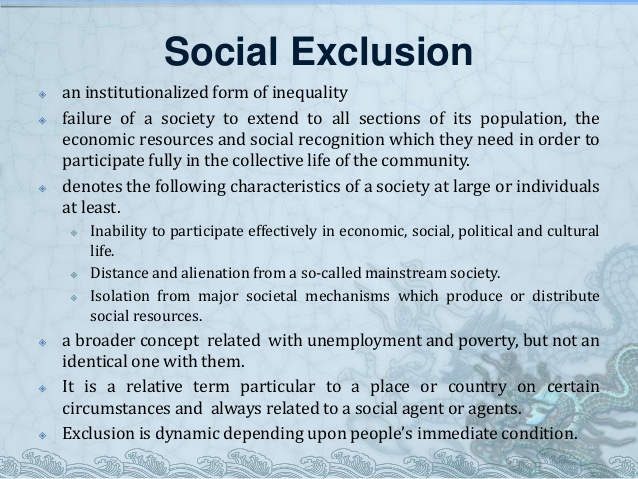 Social Exclusion
an institutionalized form of inequality
failure of a society to extend to all sections of its population, the
economic resources and social recognition which they need in order to
participate fully in the collective life of the community.
denotes the following characteristics of a society at large or individuals
at least.
Inability to participate effectively in economic, social, political and cultural
life.
Distance and alienation from a so-called mainstream society.
Isolation from major societal mechanisms which produce or distribute
social resources.
a broader concept related with unemployment and poverty, but not an
identical one with them.
It is a relative term particular to a place or country on certain
circumstances and always related to a social agent or agents.
Exclusion is dynamic depending upon people’s immediate condition.